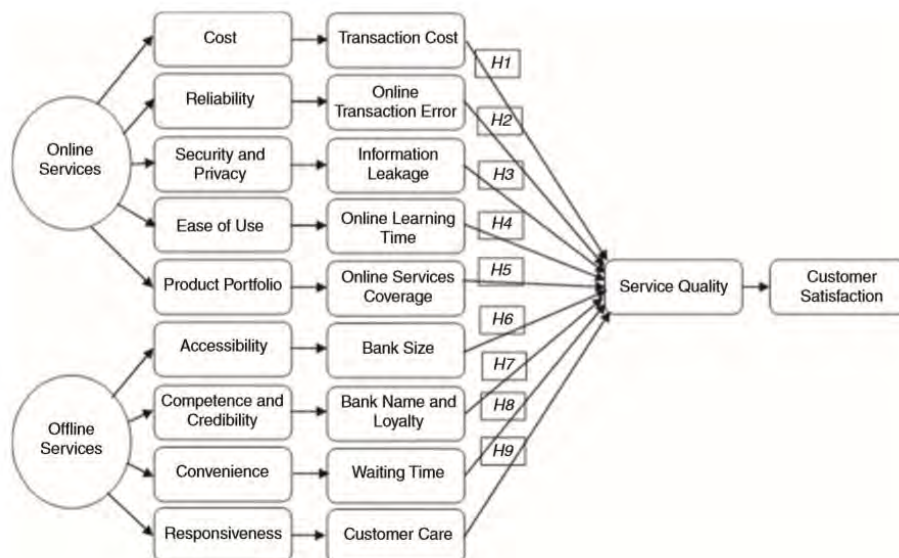 Cost
Transaction Cost
H1
Reliability
Online
Transaction Error
H2
Online
Services
Security and
Privacy
Information
Leakage
H3
Ease of Use
Online Learning
Time
H4
Product Portfolio
Online Services
Coverage
H5
Service Quality
Customer
Satisfaction
Accessibility
Bank Size
H6
Offline
Services
Competence and
Credibility
Bank Name and
Loyalty
H7
H8
Convenience
Waiting Time
H9
Responsiveness
Customer Care